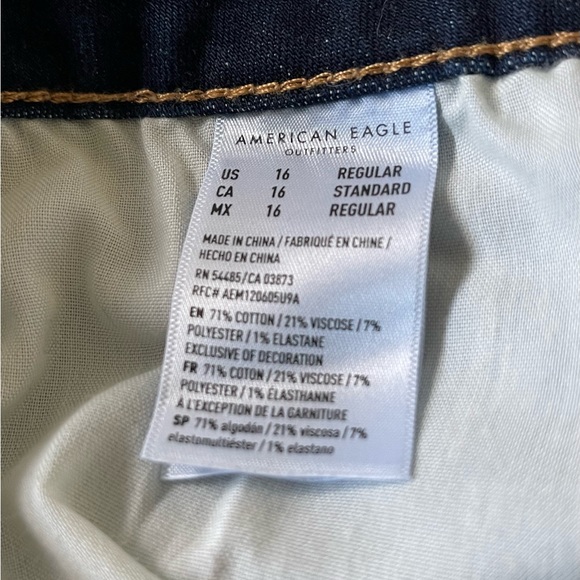 AMERICAN EAGLE
OUTFITTERS
US 16 REGULAR
CA 16 STANDARD
MX 16 REGULAR
MADE IN CHINA / FABRIQUÉ EN CHINE /
HECHO EN CHINA
RN 54485/CA 03873
RFC# AEM120605U9A
EN 71% COTTON / 21% VISCOSE / 7%
POLYESTER / 1% ELASTANE
EXCLUSIVE OF DECORATION
FR 71% COTON / 21% VISCOSE / 7%
POLYESTER / 1% ÉLASTHANNE
À L'EXCEPTION DE LA GARNITURE
SP 71% algodón / 21% viscosa / 7%
elastomultiéster / 1% elastano